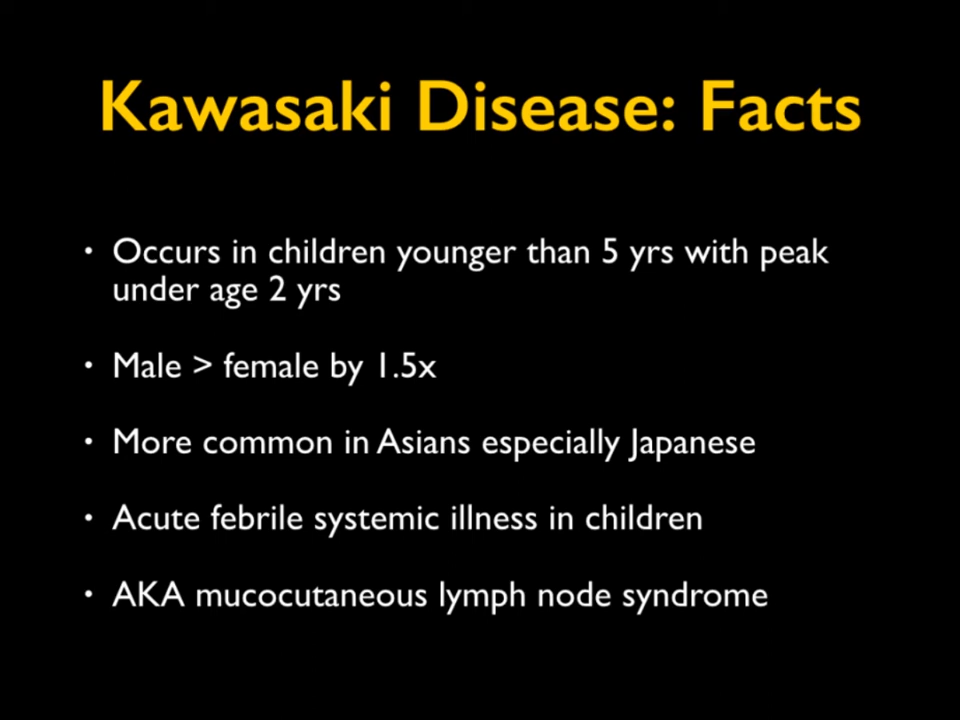 Kawasaki Disease: Facts
• Occurs in children younger than 5 yrs with peak
under age 2 yrs
• Male > female by 1.5x
• More common in Asians especially Japanese
• Acute febrile systemic illness in children
• AKA mucocutaneous lymph node syndrome